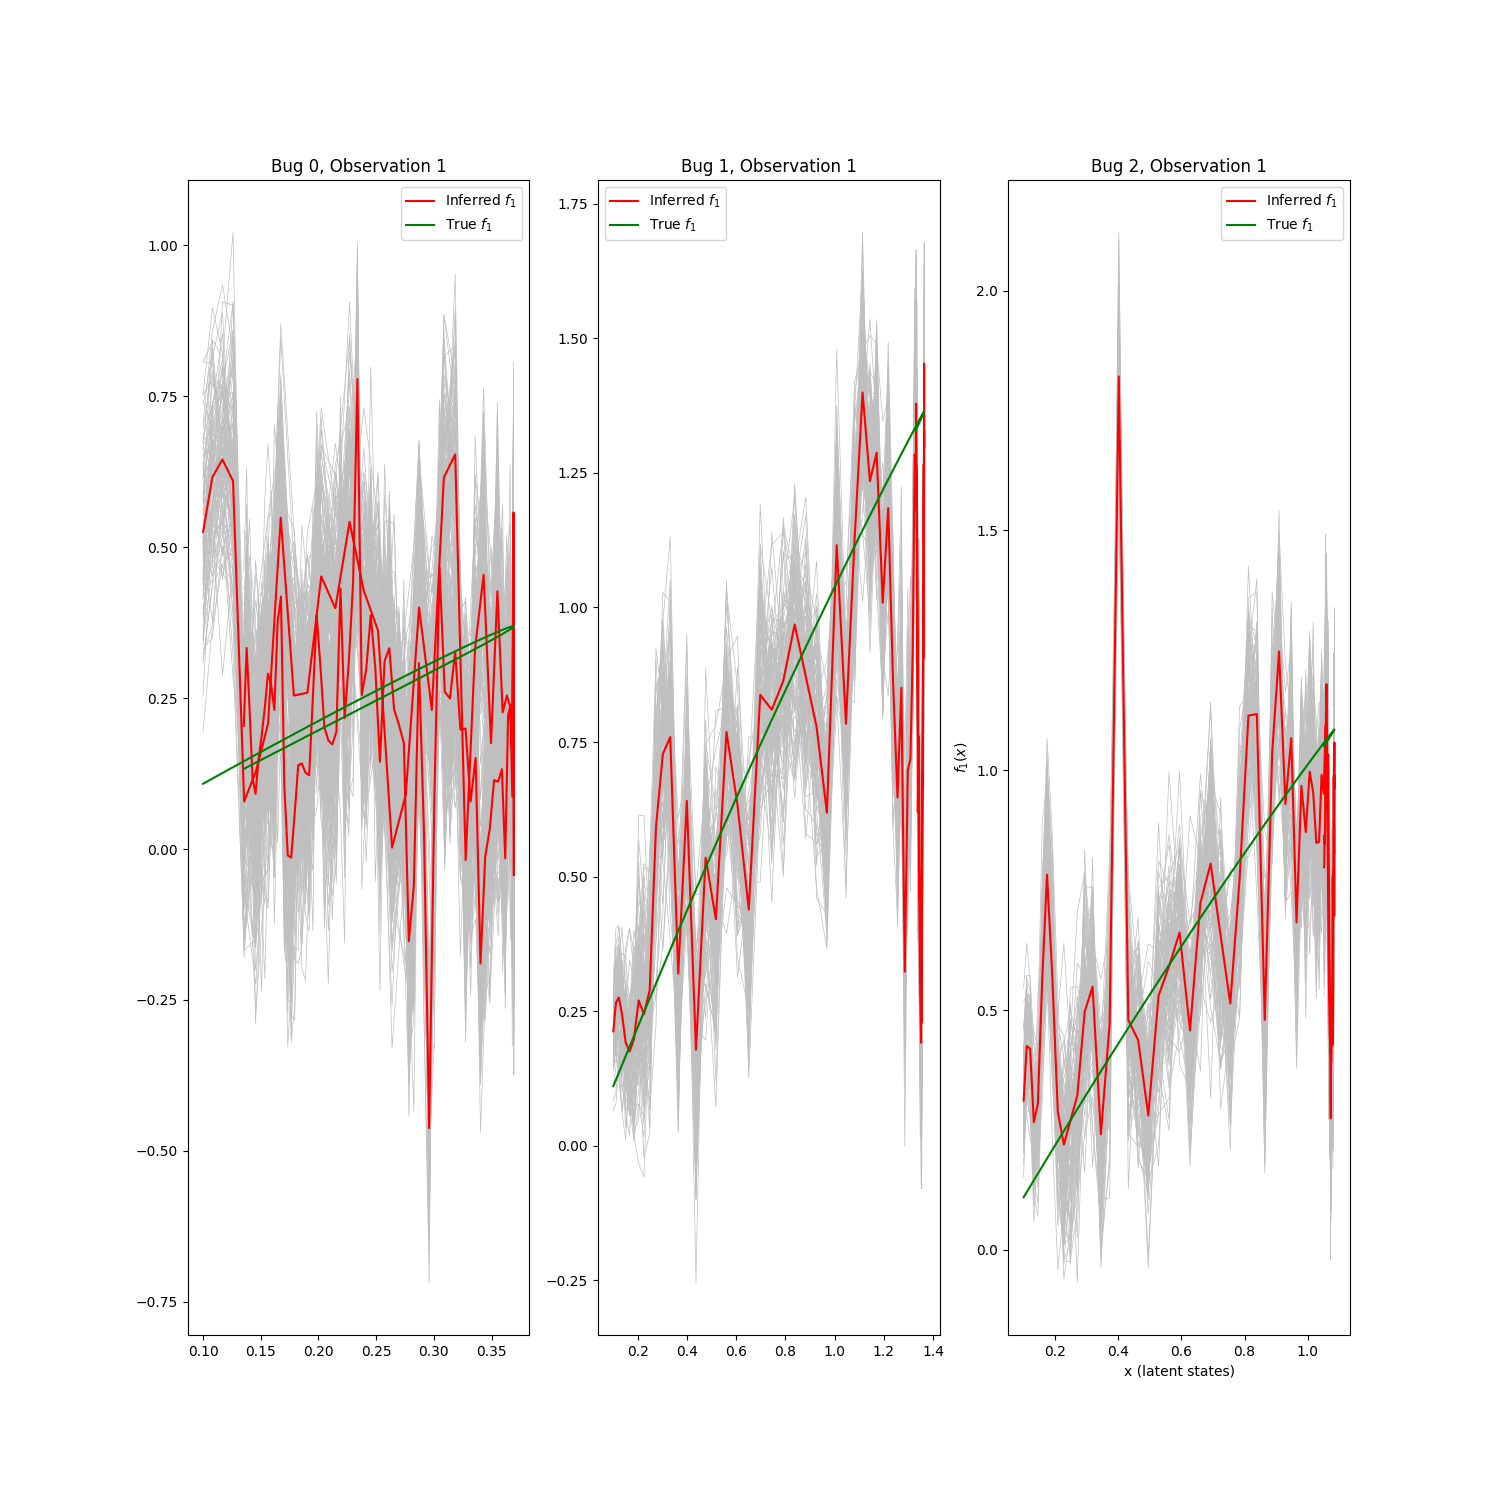 Bug 0, Observation 1
Inferred f₁
True f₁
1.00
0.75
0.50
0.25
0.00
−0.25
−0.50
−0.75
0.10 0.15 0.20 0.25 0.30 0.35
Bug 1, Observation 1
Inferred f₁
True f₁
1.75
1.50
1.25
1.00
0.75
0.50
0.25
0.00
−0.25
0.2 0.4 0.6 0.8 1.0 1.2 1.4
Bug 2, Observation 1
Inferred f₁
True f₁
f₁(x)
2.0
1.5
1.0
0.5
0.0
0.2 0.4 0.6 0.8 1.0
x (latent states)